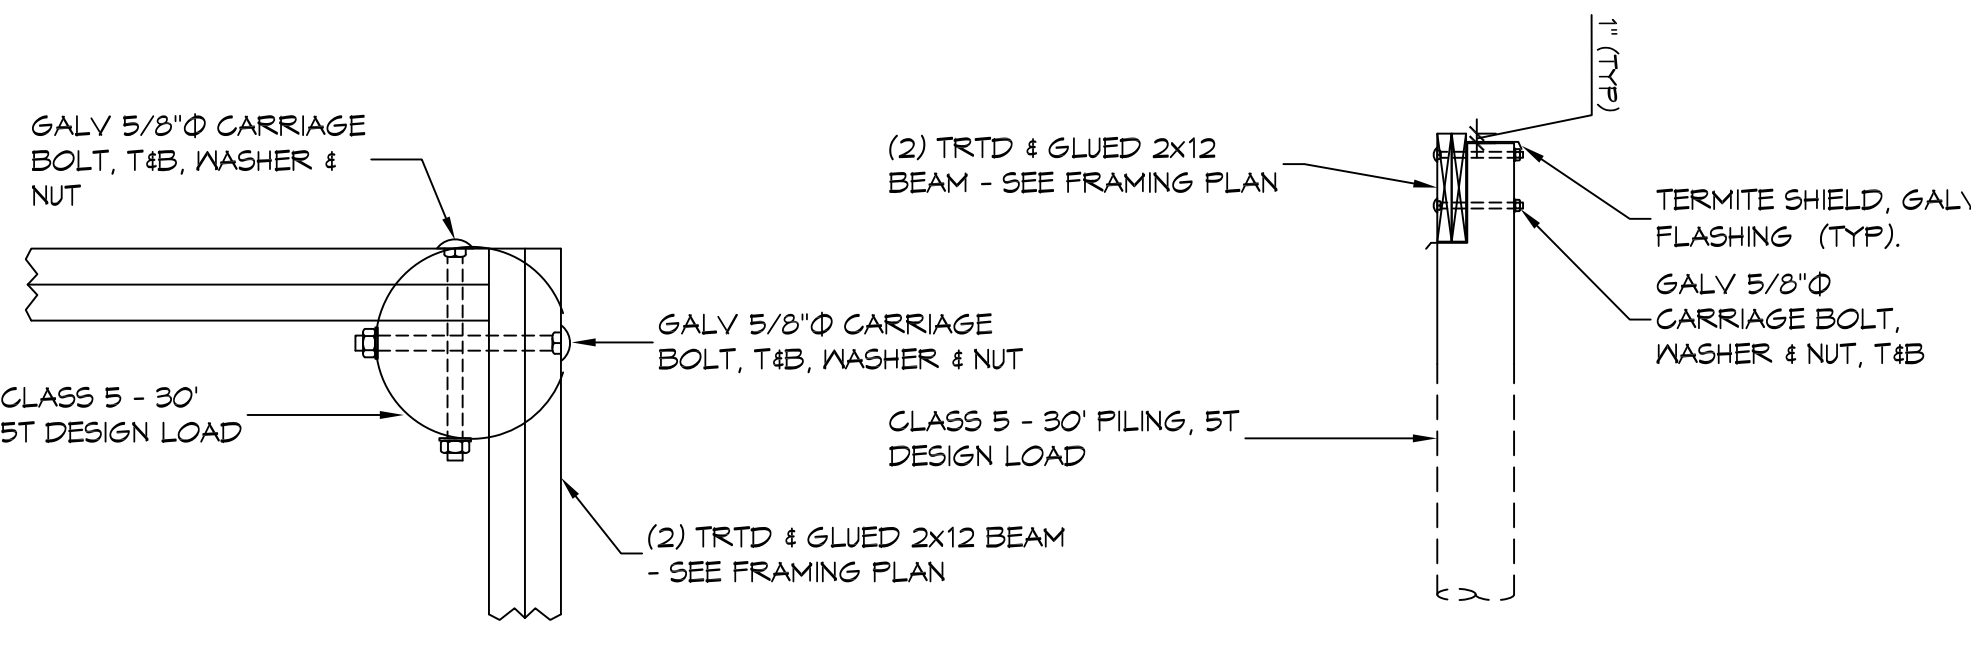 GALV 5/8"Φ CARRIAGE
BOLT, T&B, WASHER &
NUT
GALV 5/8"Φ CARRIAGE
BOLT, T&B, WASHER & NUT
CLASS 5 - 30'
5T DESIGN LOAD
(2) TRTD & GLUED 2x12 BEAM
- SEE FRAMING PLAN
1" (TYP)
(2) TRTD & GLUED 2x12
BEAM - SEE FRAMING PLAN
TERMITE SHIELD, GALV
FLASHING (TYP).
GALV 5/8"Φ
CARRIAGE BOLT,
WASHER & NUT, T&B
CLASS 5 - 30' PILING, 5T
DESIGN LOAD